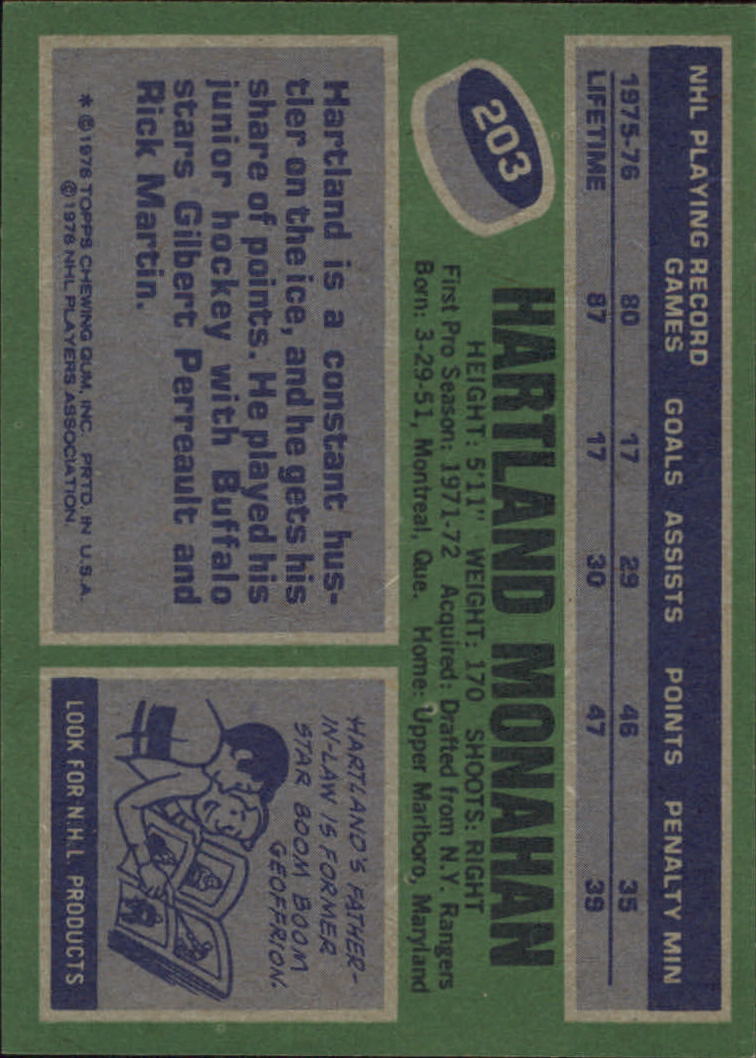 NHL PLAYING RECORD
GAMES GOALS ASSISTS POINTS PENALTY MIN
1975-76 80 17 29 46 35
LIFETIME 87 17 30 47 39
203
HARTLAND MONAHAN
HEIGHT: 5'11" WEIGHT: 170 SHOOTS: RIGHT
First Pro Season: 1971-72 Acquired: Drafted from N.Y. Rangers
Born: 3-29-51, Montreal, Que. Home: Upper Marlboro, Maryland
Hartland is a constant hus-
tler on the ice, and he gets his
share of points. He played his
junior hockey with Buffalo
stars Gilbert Perreault and
Rick Martin.
* ©1976 TOPPS CHEWING GUM, INC. PRTD. IN U.S.A.
©1976 NHL PLAYERS ASSOCIATION.
HARTLAND'S FATHER-
IN-LAW IS FORMER
STAR BOOM BOOM
GEOFFRION.
LOOK FOR N.H.L PRODUCTS